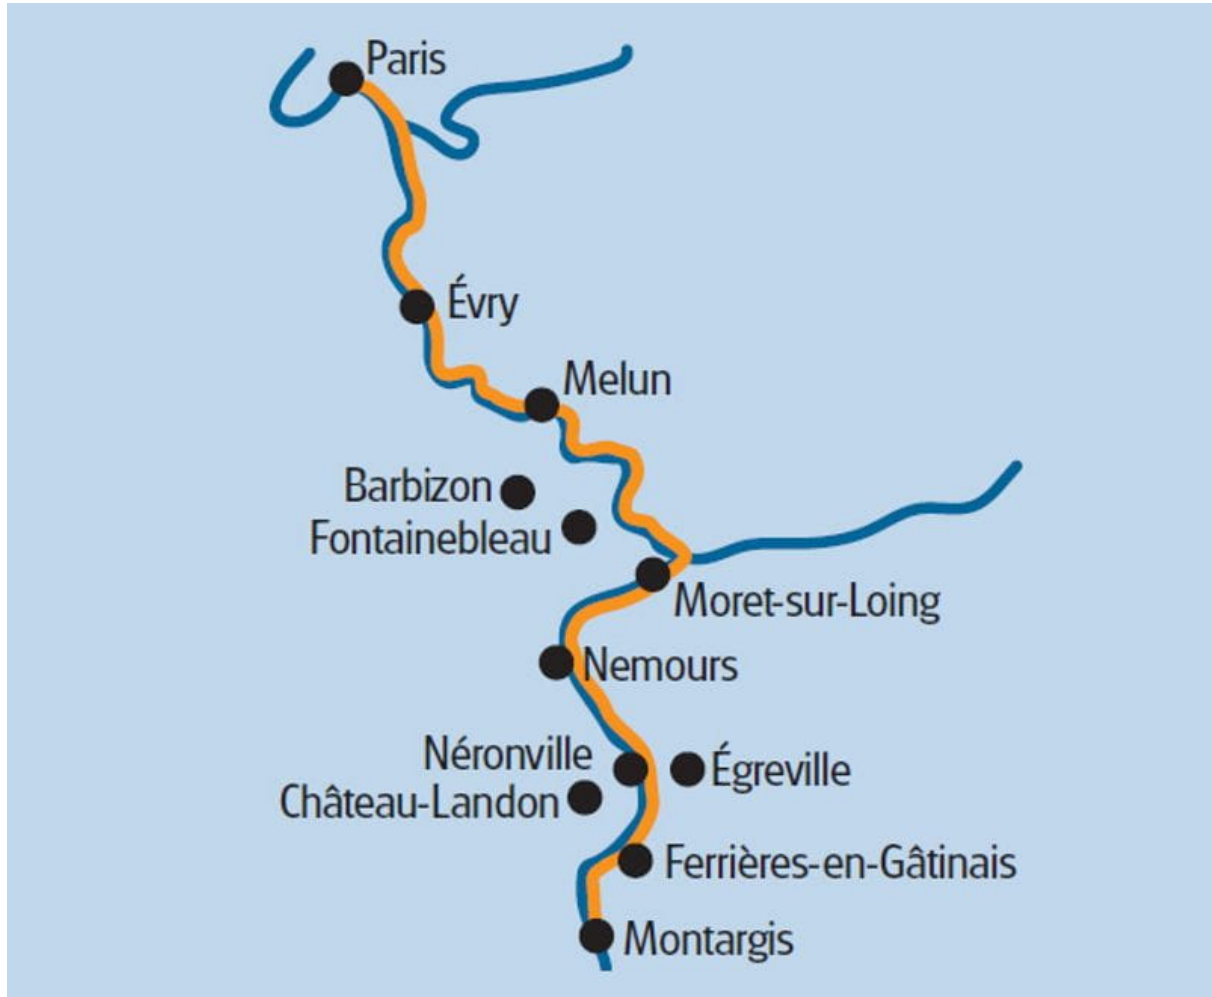 Paris
Évry
Melun
Barbizon
Fontainebleau
Moret-sur-Loing
Nemours
Néronville
Égreville
Château-Landon
Ferrières-en-Gâtinais
Montargis